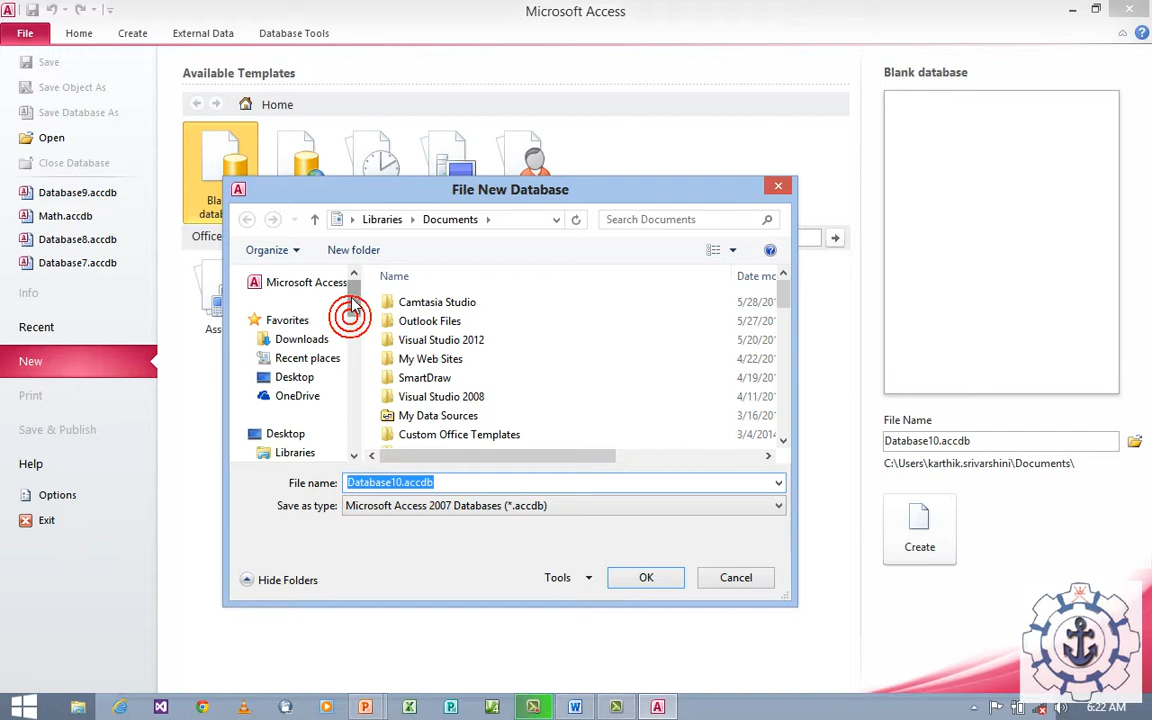 Microsoft Access
File
Home
Create
External Data
Database Tools
Save
Save Object As
Save Database As
Open
Close Database
Database9.accdb
Math.accdb
Database8.accdb
Database7.accdb
Info
Recent
New
Print
Save & Publish
Help
Options
Exit
Available Templates
Home
Office
File New Database
Libraries
Documents
Search Documents
Organize
New folder
Microsoft Access
Favorites
Downloads
Recent places
Desktop
OneDrive
Desktop
Libraries
Name
Date mo
Camtasia Studio
5/28/20
Outlook Files
5/27/20
Visual Studio 2012
5/20/20
My Web Sites
4/22/20
SmartDraw
4/19/20
Visual Studio 2008
4/11/20
My Data Sources
3/16/20
Custom Office Templates
3/4/2014
File name:
Database10.accdb
Save as type:
Microsoft Access 2007 Databases (*.accdb)
Hide Folders
Tools
OK
Cancel
Blank database
File Name
Database10.accdb
C:\Users\karthik.srivarshini\Documents\
Create
6:22 AM